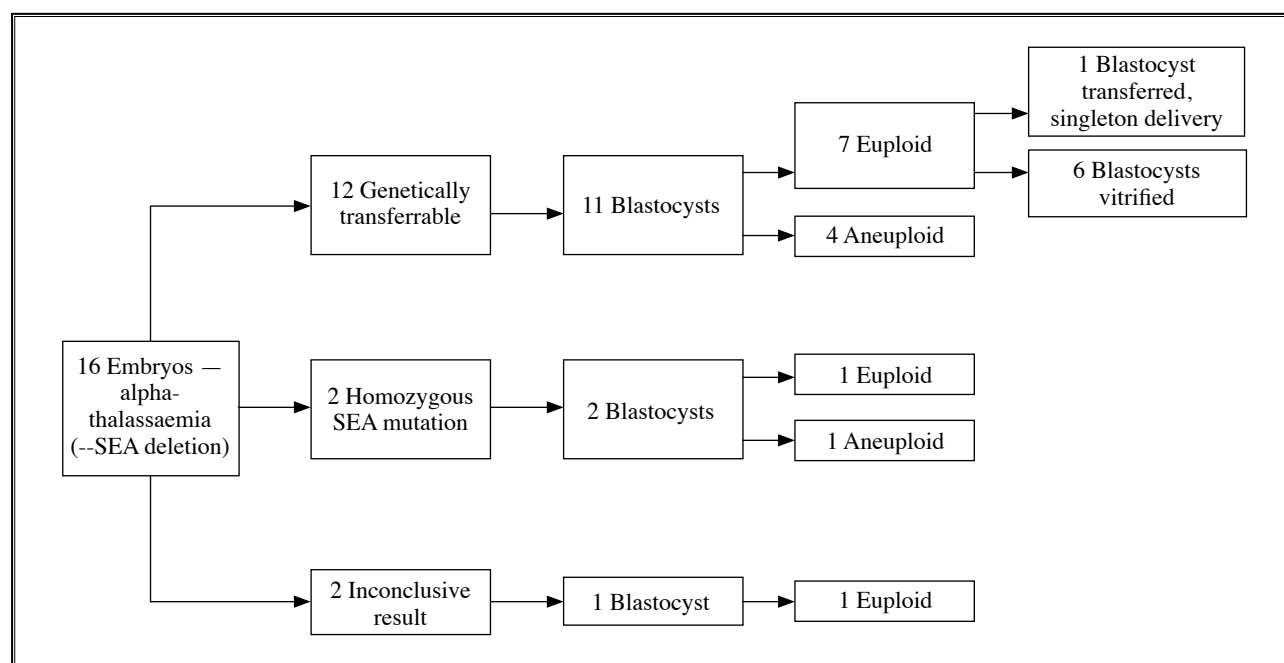 1 Blastocyst
transferred,
singleton delivery
7 Euploid
6 Blastocysts
vitrified
12 Genetically
transferrable
11 Blastocysts
4 Aneuploid
16 Embryos —
alpha-
thalassaemia
(--SEA deletion)
2 Homozygous
SEA mutation
2 Blastocysts
1 Euploid
1 Aneuploid
2 Inconclusive
result
1 Blastocyst
1 Euploid